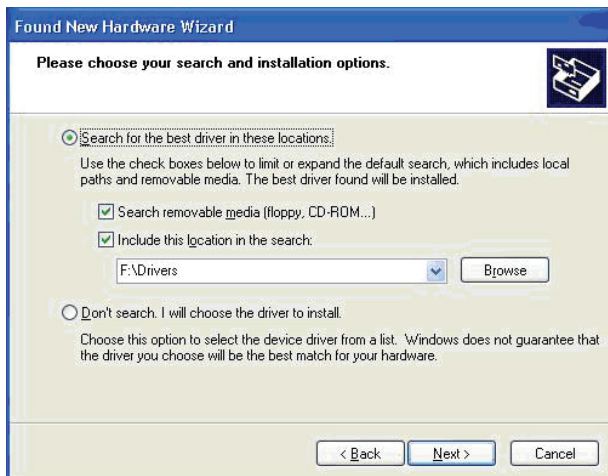 Found New Hardware Wizard
Please choose your search and installation options.
Search for the best driver in these locations.
Use the check boxes below to limit or expand the default search, which includes local
paths and removable media. The best driver found will be installed.
Search removable media (floppy, CD-ROM...)
Include this location in the search:
F:\Drivers
Browse
Don't search. I will choose the driver to install.
Choose this option to select the device driver from a list. Windows does not guarantee that
the driver you choose will be the best match for your hardware.
< Back Next > Cancel